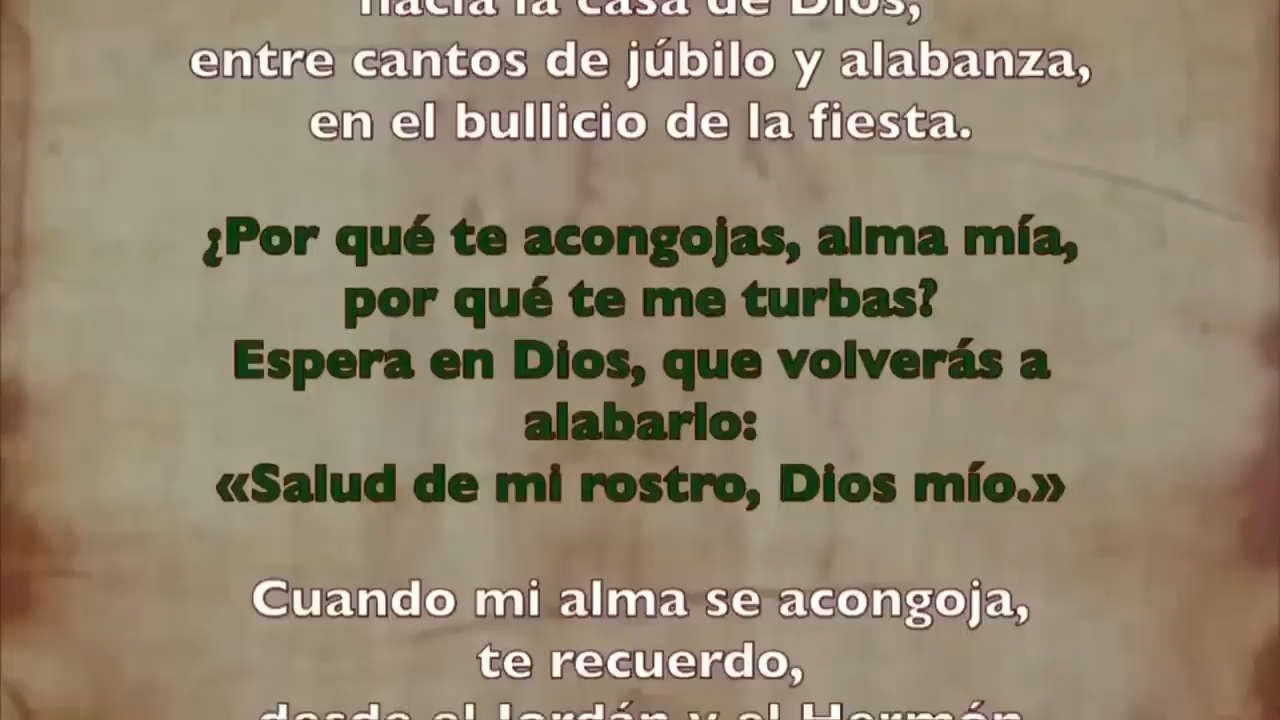 hacia la casa de Dios,
entre cantos de júbilo y alabanza,
en el bullicio de la fiesta.
¿Por qué te acongojas, alma mía,
por qué te me turbas?
Espera en Dios, que volverás a
alabarlo:
«Salud de mi rostro, Dios mío.»
Cuando mi alma se acongoja,
te recuerdo,
desde el Jordán y el Hermón